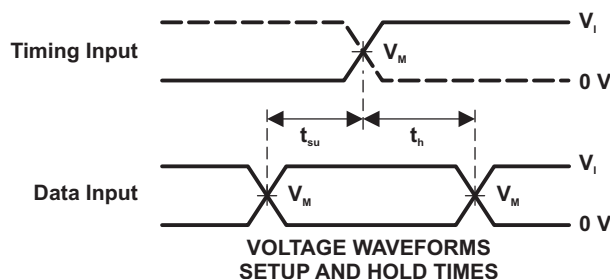 Timing Input
V_I
V_M
0 V
t_su
t_h
Data Input
V_I
V_M
V_M
0 V
VOLTAGE WAVEFORMS
SETUP AND HOLD TIMES